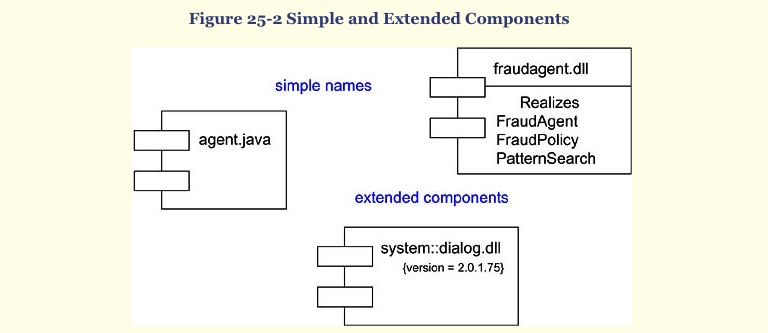 Figure 25-2 Simple and Extended Components
simple names
agent.java
fraudagent.dll
Realizes
FraudAgent
FraudPolicy
PatternSearch
extended components
system::dialog.dll
{version = 2.0.1.75}